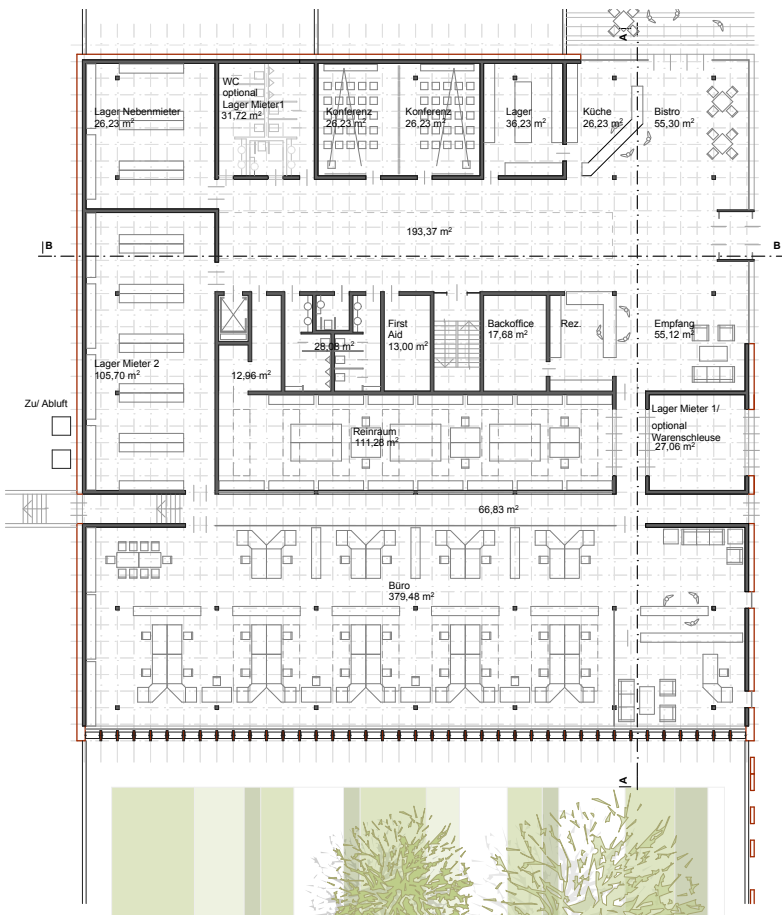 A
WC
optional
Lager Mieter1
31,72 m²
Lager Nebenmieter
26,23 m²
Konferenz
26,23 m²
Konferenz
26,23 m²
Lager
36,23 m²
Küche
26,23 m²
Bistro
55,30 m²
193,37 m²
B
B
First
Aid
13,00 m²
Backoffice
17,68 m²
Rez.
Empfang
55,12 m²
28,08 m²
Lager Mieter 2
105,70 m²
12,96 m²
Zu/ Abluft
Lager Mieter 1/
optional
Warenschleuse
27,06 m²
Reinraum
111,28 m²
66,83 m²
Büro
379,48 m²
A